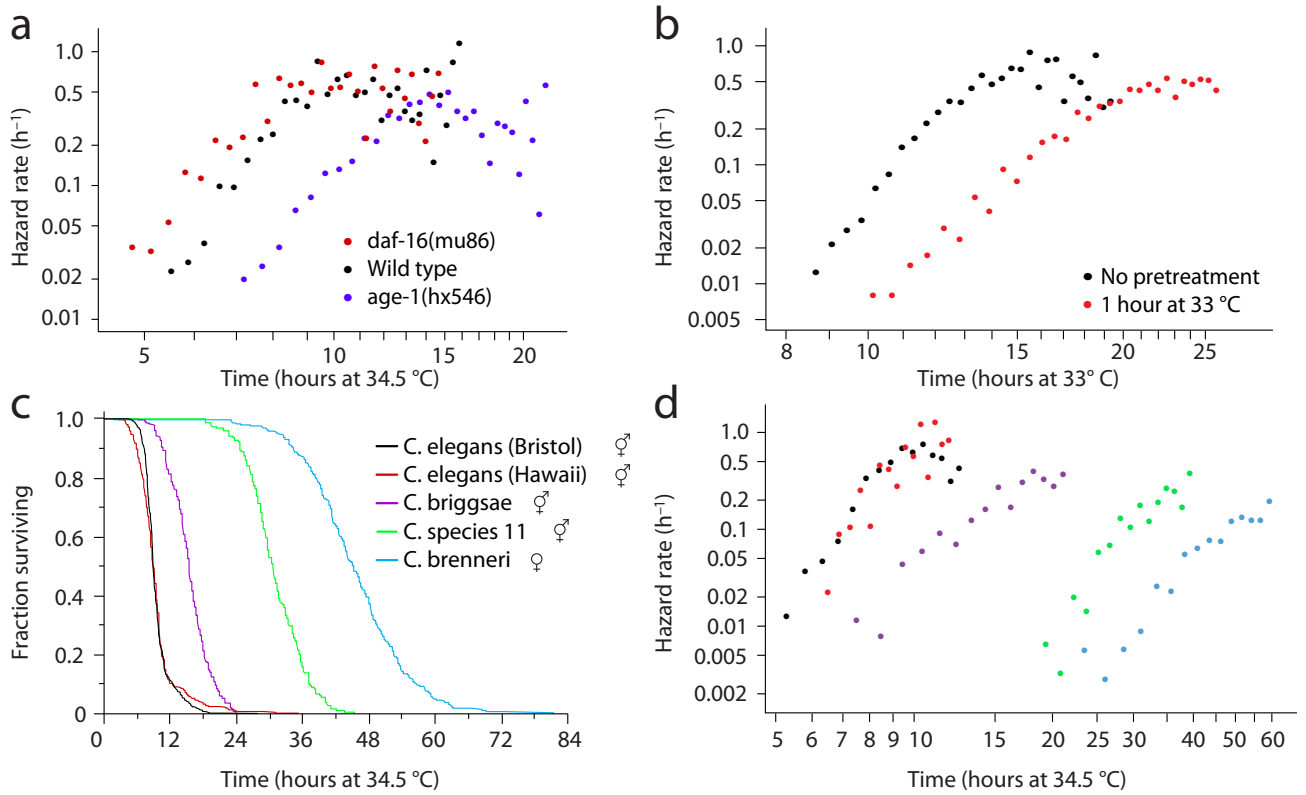 a
Hazard rate (h⁻¹)
1.0
0.5
0.2
0.1
0.05
0.02
0.01
daf-16(mu86)
Wild type
age-1(hx546)
5
10
15
20
Time (hours at 34.5 °C)
b
Hazard rate (h⁻¹)
1.0
0.5
0.1
0.05
0.01
0.005
No pretreatment
1 hour at 33 °C
8
10
15
20
25
Time (hours at 33° C)
c
Fraction surviving
1.0
0.8
0.6
0.4
0.2
0
C. elegans (Bristol) ⚥
C. elegans (Hawaii) ⚥
C. briggsae ⚥
C. species 11 ⚥
C. brenneri ♀
0
12
24
36
48
60
72
84
Time (hours at 34.5 °C)
d
Hazard rate (h⁻¹)
1.0
0.5
0.1
0.05
0.02
0.01
0.005
0.002
5
6
7
8
9
10
15
20
25
30
40
50
60
Time (hours at 34.5 °C)